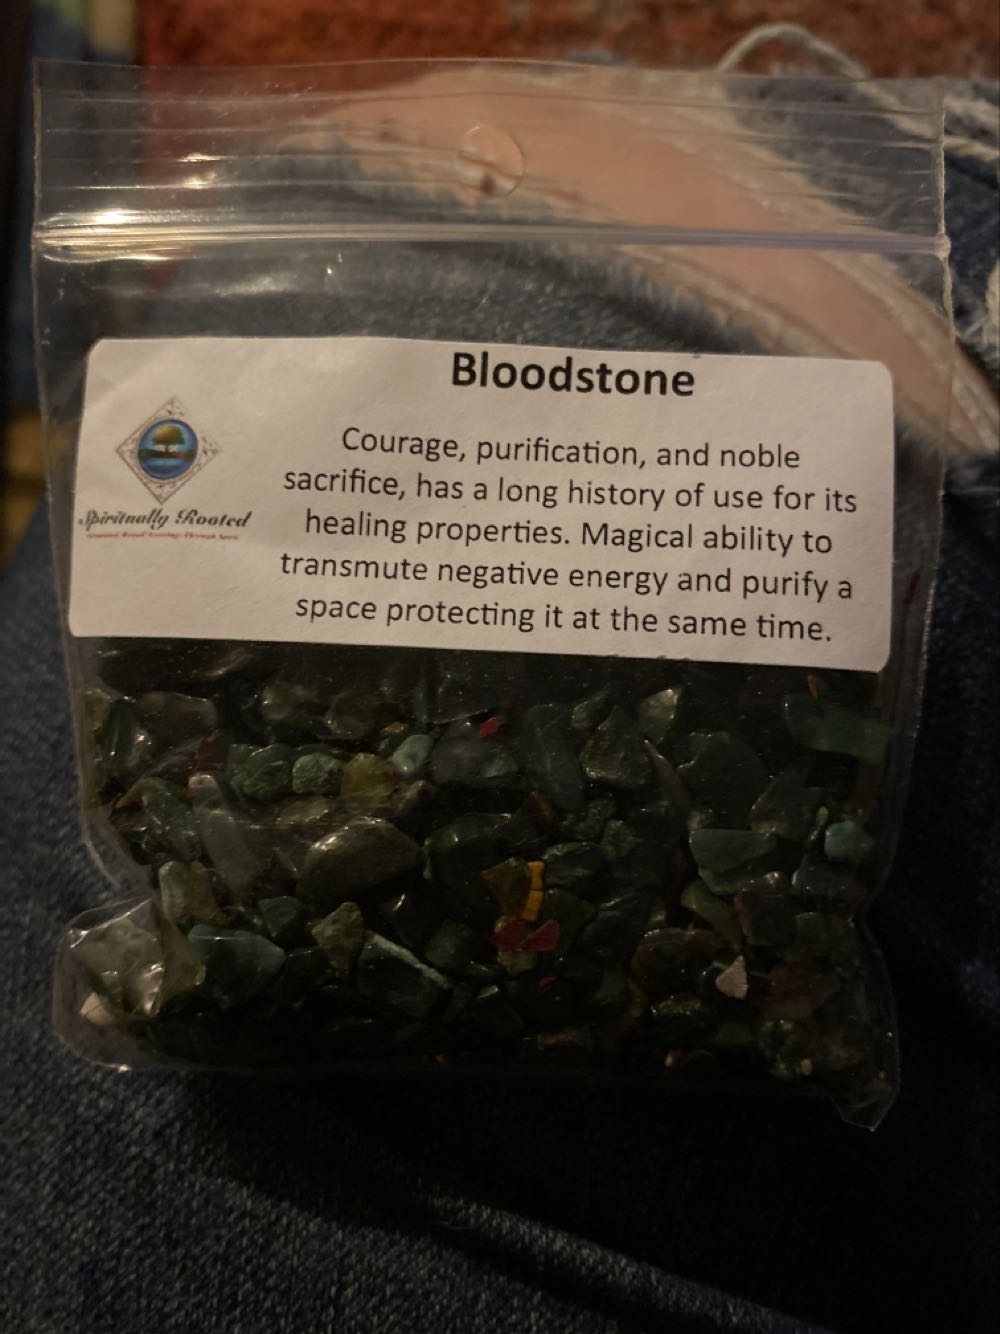 Bloodstone
Courage, purification, and noble
sacrifice, has a long history of use for its
healing properties. Magical ability to
transmute negative energy and purify a
space protecting it at the same time.
Spiritually Rooted